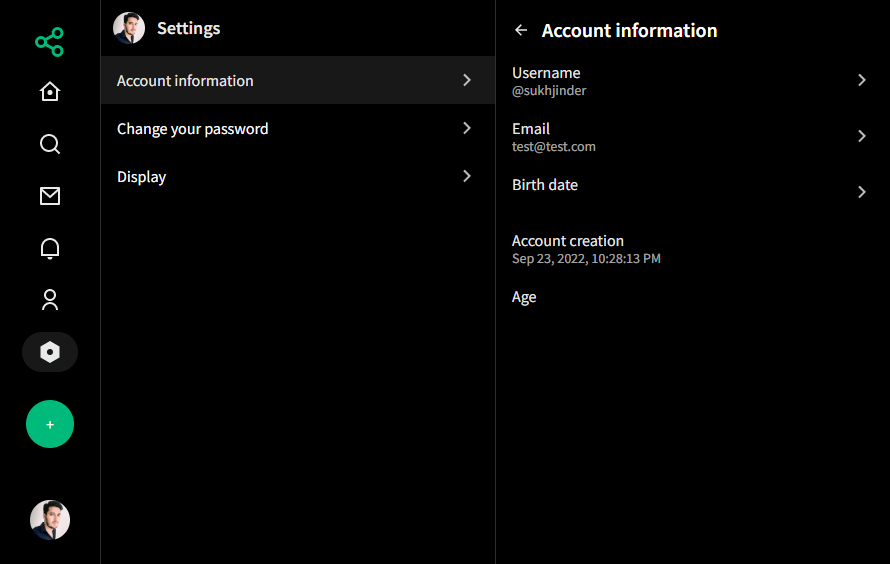 Settings
Account information
Change your password
Display
+
Account information
Username
@sukhjinder
Email
test@test.com
Birth date
Account creation
Sep 23, 2022, 10:28:13 PM
Age